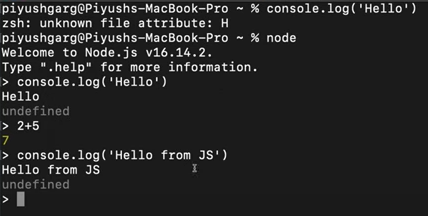 piyushgarg@Piyushs-MacBook-Pro ~ % console.log('Hello')
zsh: unknown file attribute: H
piyushgarg@Piyushs-MacBook-Pro ~ % node
Welcome to Node.js v16.14.2.
Type ".help" for more information.
> console.log('Hello')
Hello
undefined
> 2+5
7
> console.log('Hello from JS')
Hello from JS
undefined
>